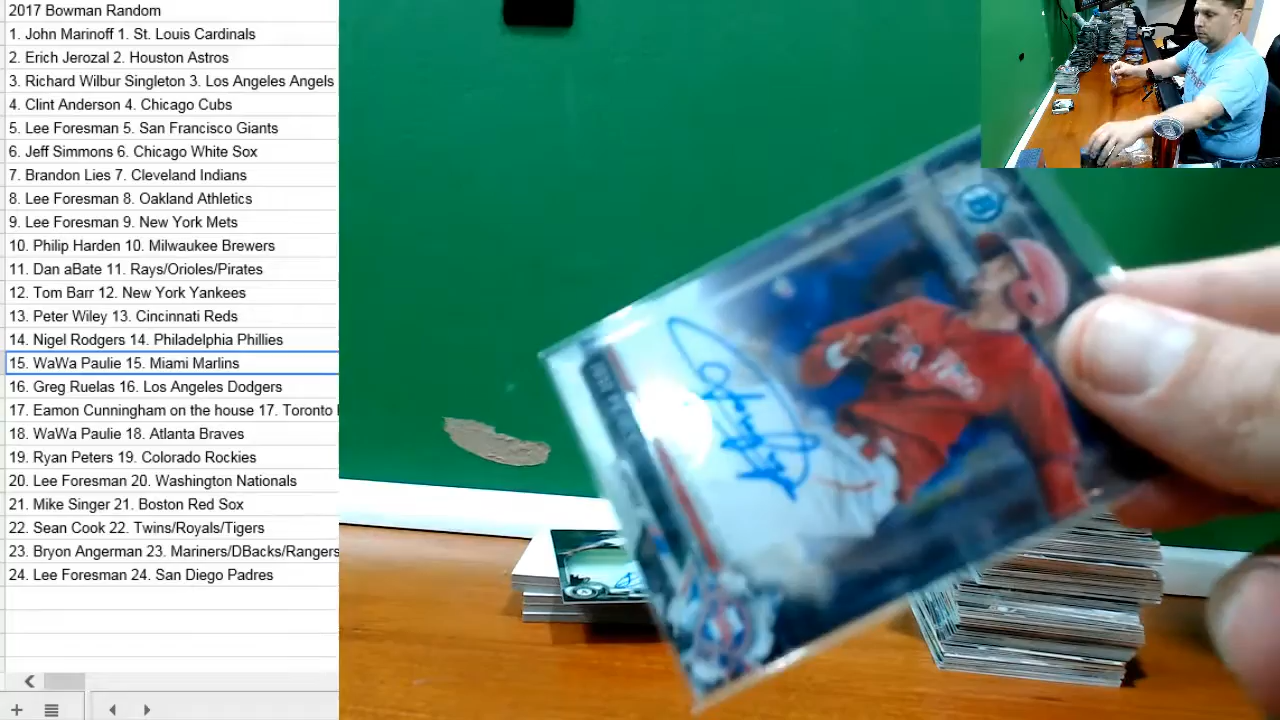 2017 Bowman Random
1. John Marinoff 1. St. Louis Cardinals
2. Erich Jerozal 2. Houston Astros
3. Richard Wilbur Singleton 3. Los Angeles Angels
4. Clint Anderson 4. Chicago Cubs
5. Lee Foresman 5. San Francisco Giants
6. Jeff Simmons 6. Chicago White Sox
7. Brandon Lies 7. Cleveland Indians
8. Lee Foresman 8. Oakland Athletics
9. Lee Foresman 9. New York Mets
10. Philip Harden 10. Milwaukee Brewers
11. Dan aBate 11. Rays/Orioles/Pirates
12. Tom Barr 12. New York Yankees
13. Peter Wiley 13. Cincinnati Reds
14. Nigel Rodgers 14. Philadelphia Phillies
15. WaWa Paulie 15. Miami Marlins
16. Greg Ruelas 16. Los Angeles Dodgers
17. Eamon Cunningham on the house 17. Toronto
18. WaWa Paulie 18. Atlanta Braves
19. Ryan Peters 19. Colorado Rockies
20. Lee Foresman 20. Washington Nationals
21. Mike Singer 21. Boston Red Sox
22. Sean Cook 22. Twins/Royals/Tigers
23. Bryon Angerman 23. Mariners/DBacks/Rangers
24. Lee Foresman 24. San Diego Padres